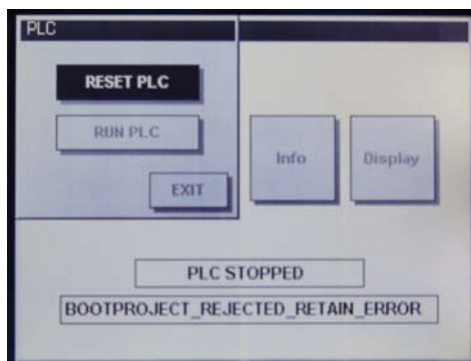 PLC
RESET PLC
RUN PLC
EXIT
Info
Display
PLC STOPPED
BOOTPROJECT_REJECTED_RETAIN_ERROR